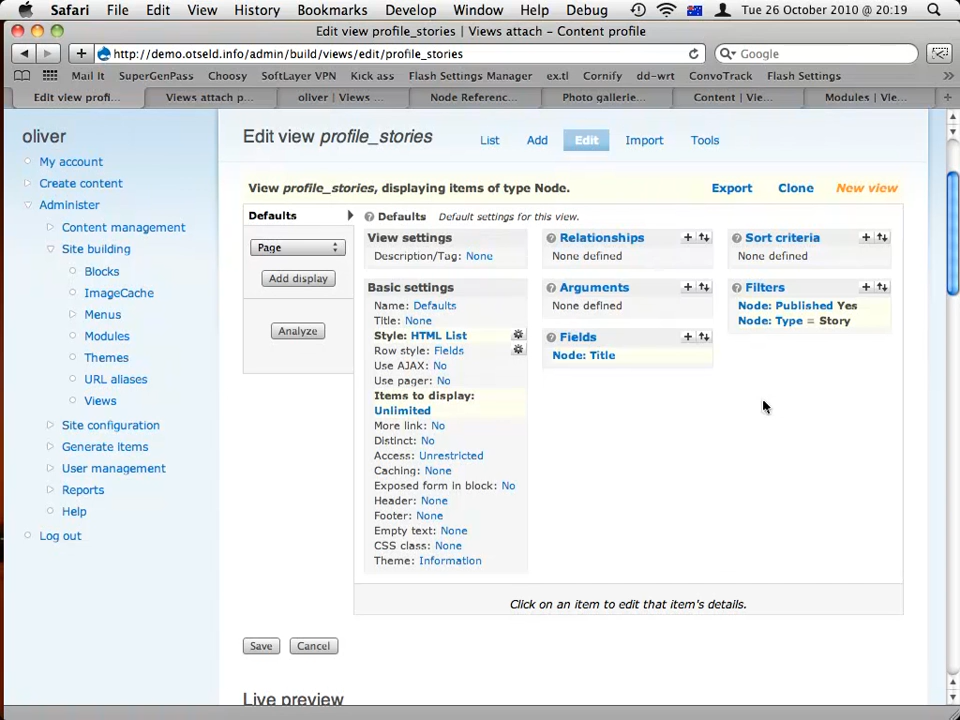 Safari File Edit View History Bookmarks Develop Window Help Debug Tue 26 October 2010 @ 20:19
Edit view profile_stories | Views attach – Content profile
http://demo.otseld.info/admin/build/views/edit/profile_stories Google
Mail It SuperGenPass Choosy SoftLayer VPN Kick ass Flash Settings Manager ex.tl Cornify dd-wrt ConvoTrack Flash Settings
Edit view profi... Views attach p... oliver | Views ... Node Referenc... Photo gallerie... Content | Vie... Modules | Vie...
oliver
My account
Create content
Administer
Content management
Site building
Blocks
ImageCache
Menus
Modules
Themes
URL aliases
Views
Site configuration
Generate items
User management
Reports
Help
Log out
Edit view profile_stories
List Add Edit Import Tools
View profile_stories, displaying items of type Node.
Export Clone New view
Defaults
Page
Add display
Analyze
Defaults Default settings for this view.
View settings
Description/Tag: None
Basic settings
Name: Defaults
Title: None
Style: HTML List
Row style: Fields
Use AJAX: No
Use pager: No
Items to display:
Unlimited
More link: No
Distinct: No
Access: Unrestricted
Caching: None
Exposed form in block: No
Header: None
Footer: None
Empty text: None
CSS class: None
Theme: Information
Relationships
None defined
Arguments
None defined
Fields
Node: Title
Sort criteria
None defined
Filters
Node: Published Yes
Node: Type = Story
Click on an item to edit that item's details.
Save Cancel
Live preview